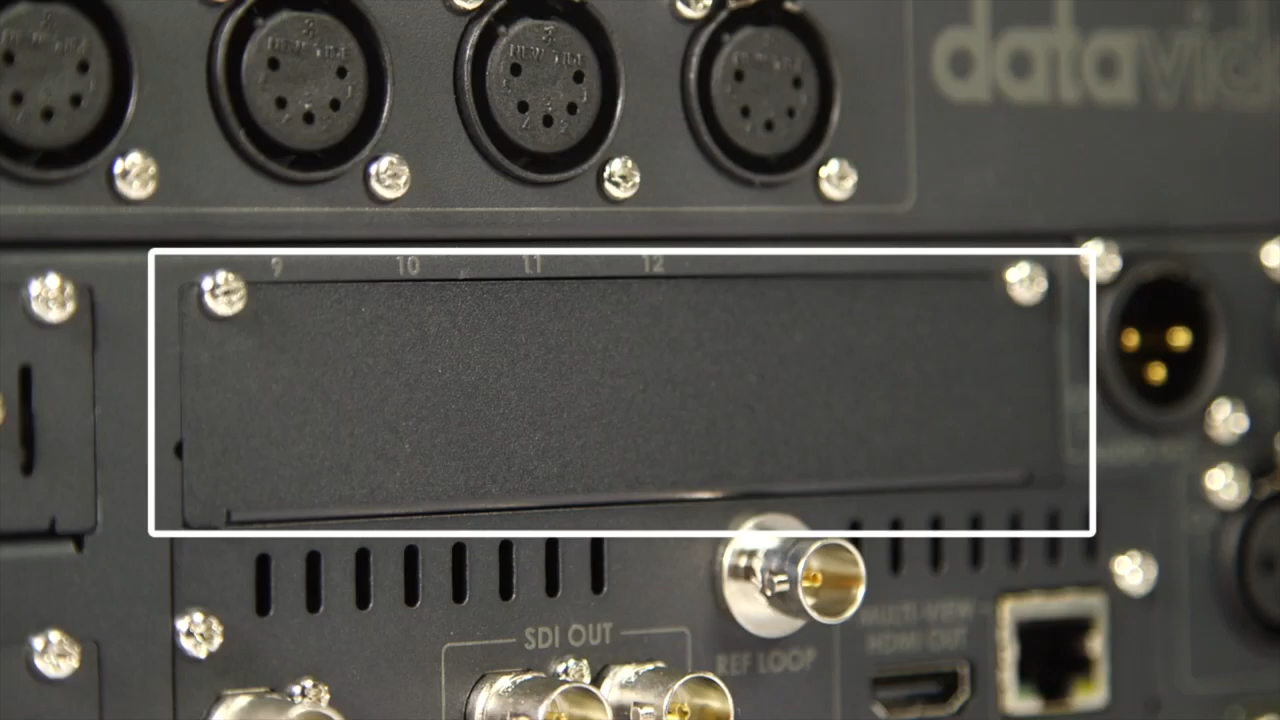 datavid
9 10 11 12
SDI OUT
REF LOOP
MULTI-VIEW
HDMI OUT